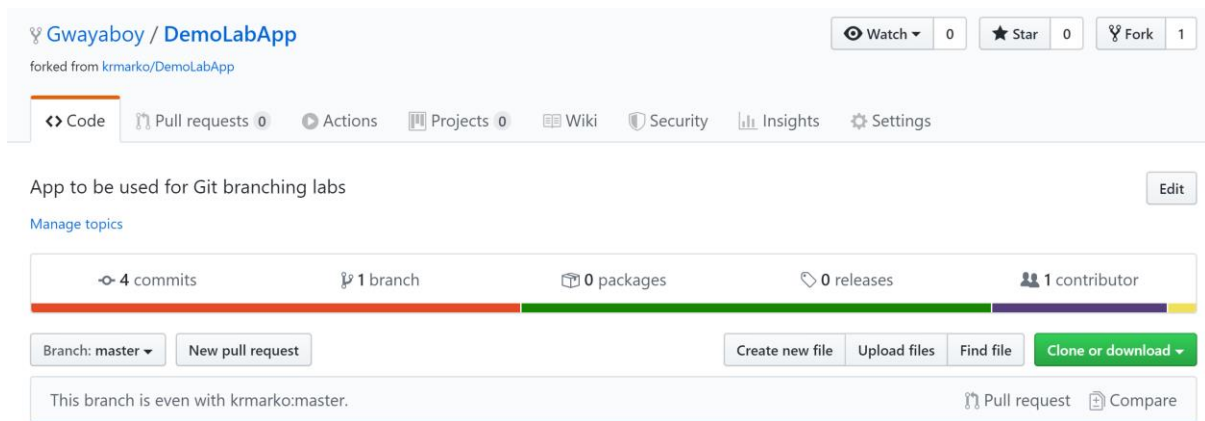 Gwayaboy / DemoLabApp
Watch 0 Star 0 Fork 1
forked from krmarko/DemoLabApp
Code Pull requests 0 Actions Projects 0 Wiki Security Insights Settings
App to be used for Git branching labs
Edit
Manage topics
4 commits 1 branch 0 packages 0 releases 1 contributor
Branch: master New pull request Create new file Upload files Find file Clone or download
This branch is even with krmarko:master. Pull request Compare